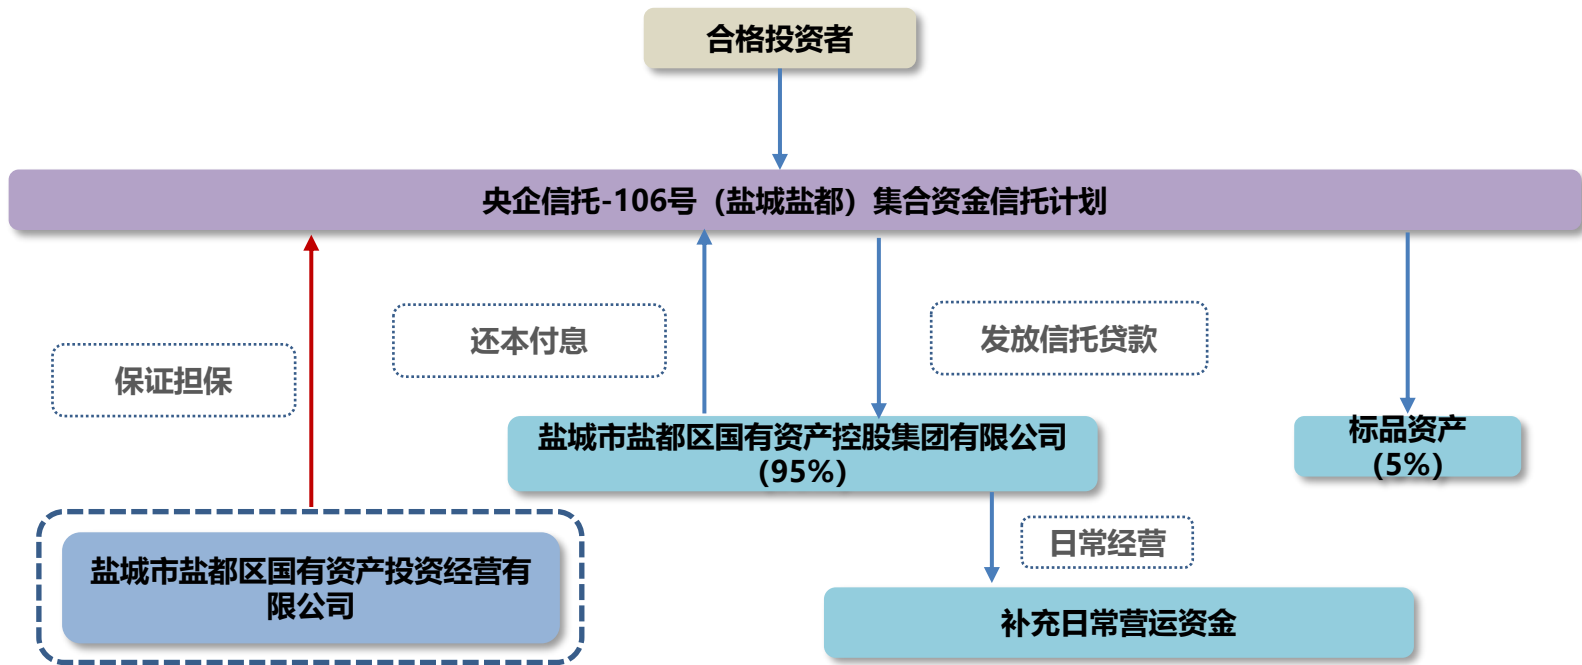 合格投资者
央企信托-106号（盐城盐都）集合资金信托计划
还本付息
发放信托贷款
保证担保
盐城市盐都区国有资产控股集团有限公司
(95%)
标品资产
(5%)
日常经营
盐城市盐都区国有资产投资经营有
限公司
补充日常营运资金